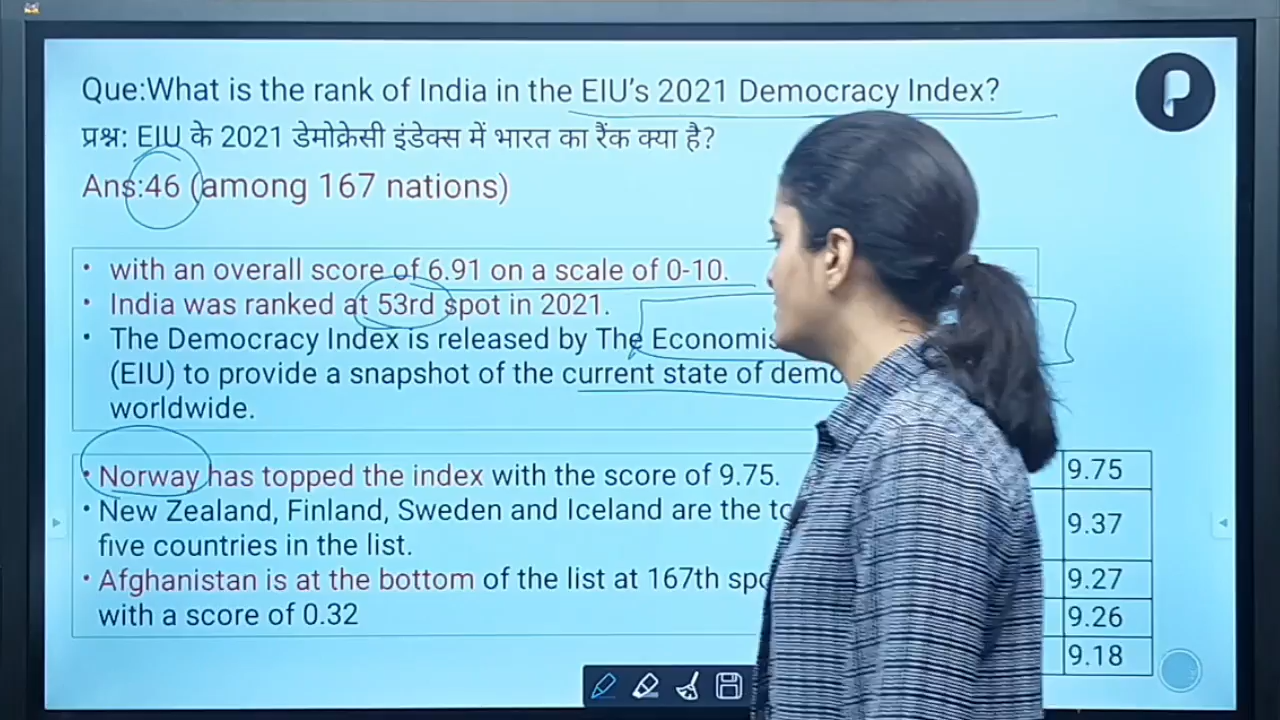 Que:What is the rank of India in the EIU's 2021 Democracy Index?
प्रश्न: EIU के 2021 डेमोक्रेसी इंडेक्स में भारत का रैंक क्या है?
Ans:46 (among 167 nations)
• with an overall score of 6.91 on a scale of 0-10.
• India was ranked at 53rd spot in 2021.
• The Democracy Index is released by The
(EIU) to provide a snapshot of the current state of
worldwide.
• Norway has topped the index with the score of 9.75.
• New Zealand, Finland, Sweden and Iceland are the
five countries in the list.
• Afghanistan is at the bottom of the list at 167th
with a score of 0.32
9.75
9.37
9.27
9.26
9.18